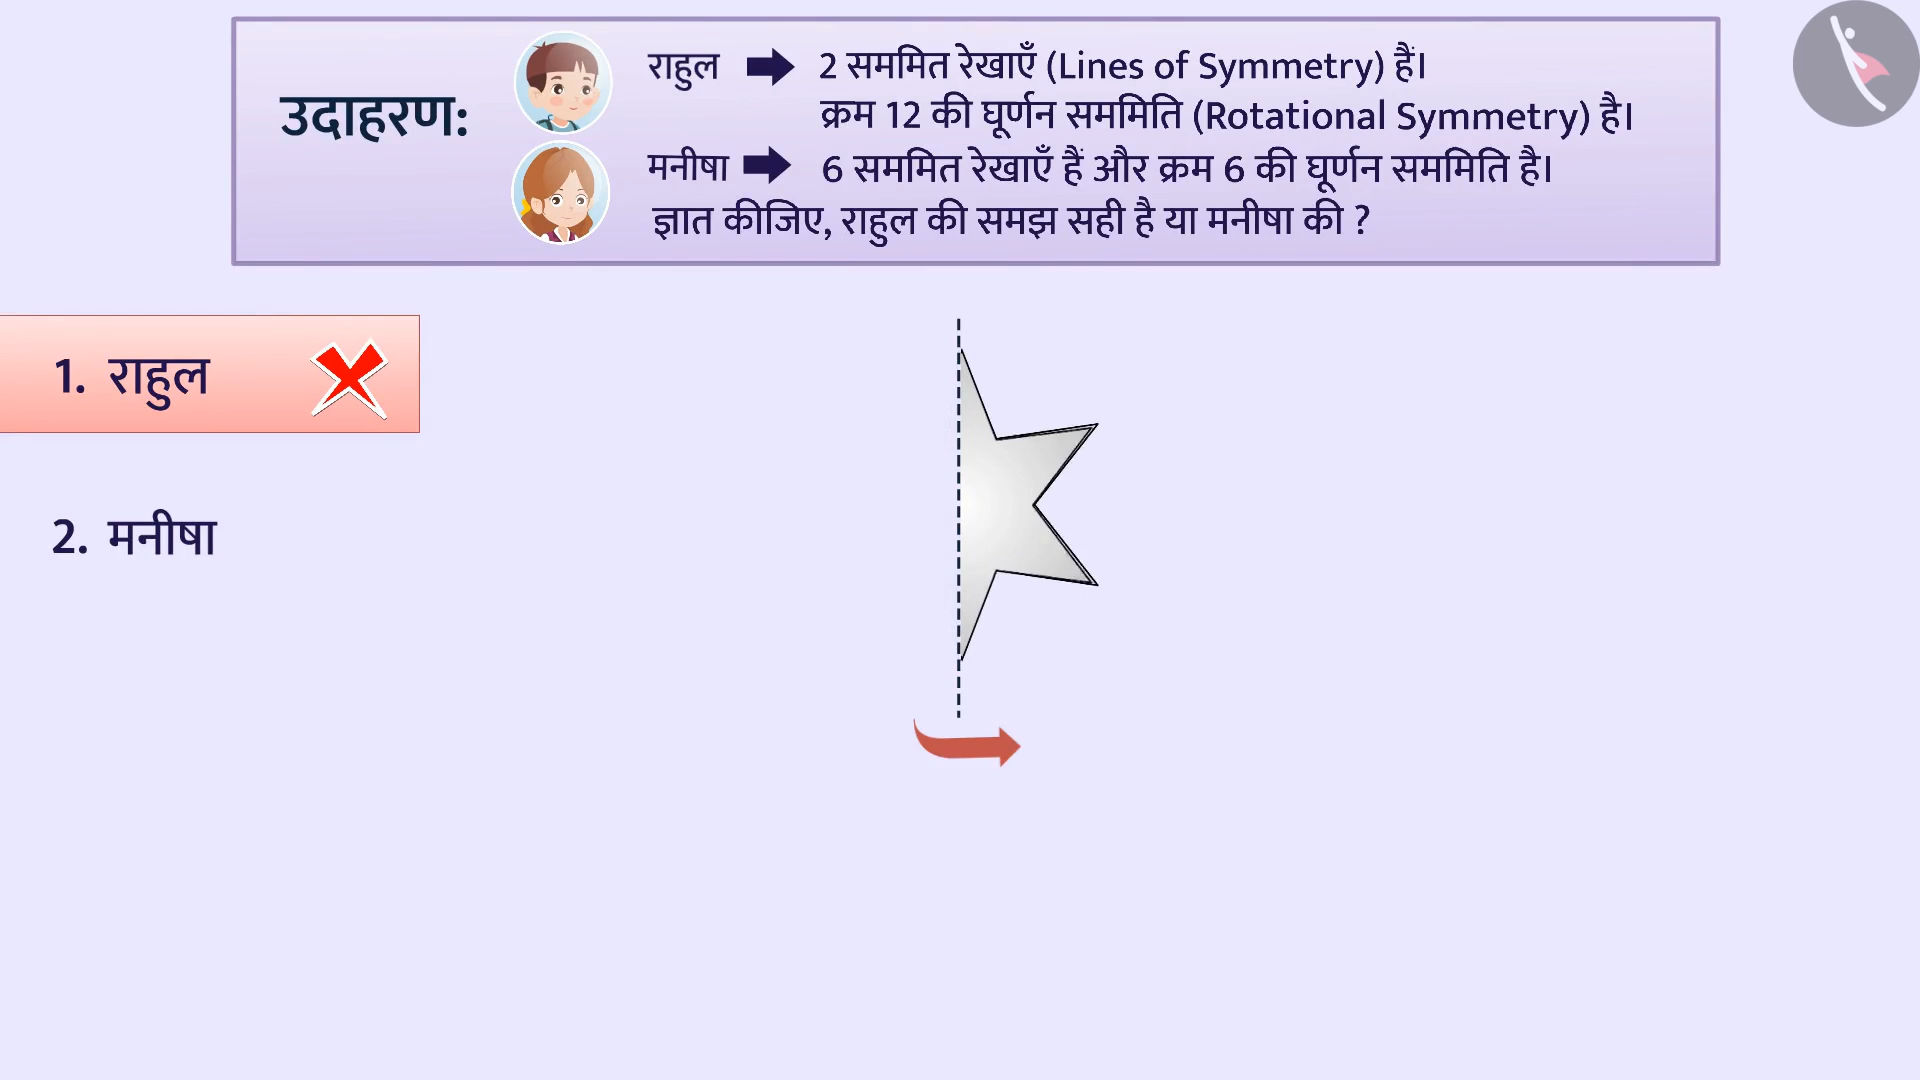 उदाहरण:
राहुल 2 सममित रेखाएँ (Lines of Symmetry) हैं।
क्रम 12 की घूर्णन सममिति (Rotational Symmetry) है।
मनीषा 6 सममित रेखाएँ हैं और क्रम 6 की घूर्णन सममिति है।
ज्ञात कीजिए, राहुल की समझ सही है या मनीषा की ?
1. राहुल
2. मनीषा